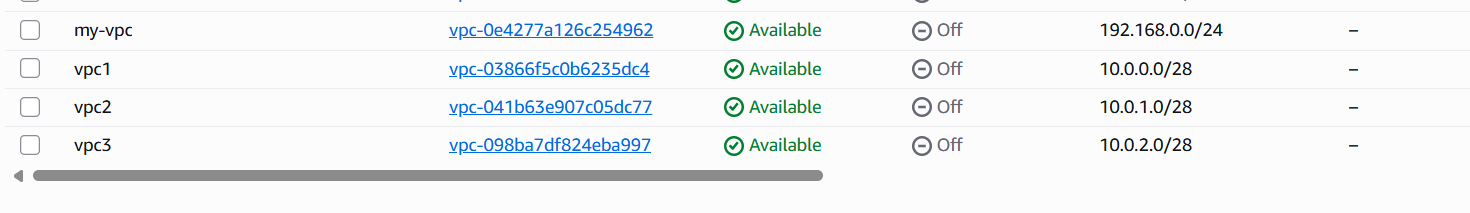 my-vpc vpc-0e4277a126c254962 Available Off 192.168.0.0/24 –
vpc1 vpc-03866f5c0b6235dc4 Available Off 10.0.0.0/28 –
vpc2 vpc-041b63e907c05dc77 Available Off 10.0.1.0/28 –
vpc3 vpc-098ba7df824eba997 Available Off 10.0.2.0/28 –